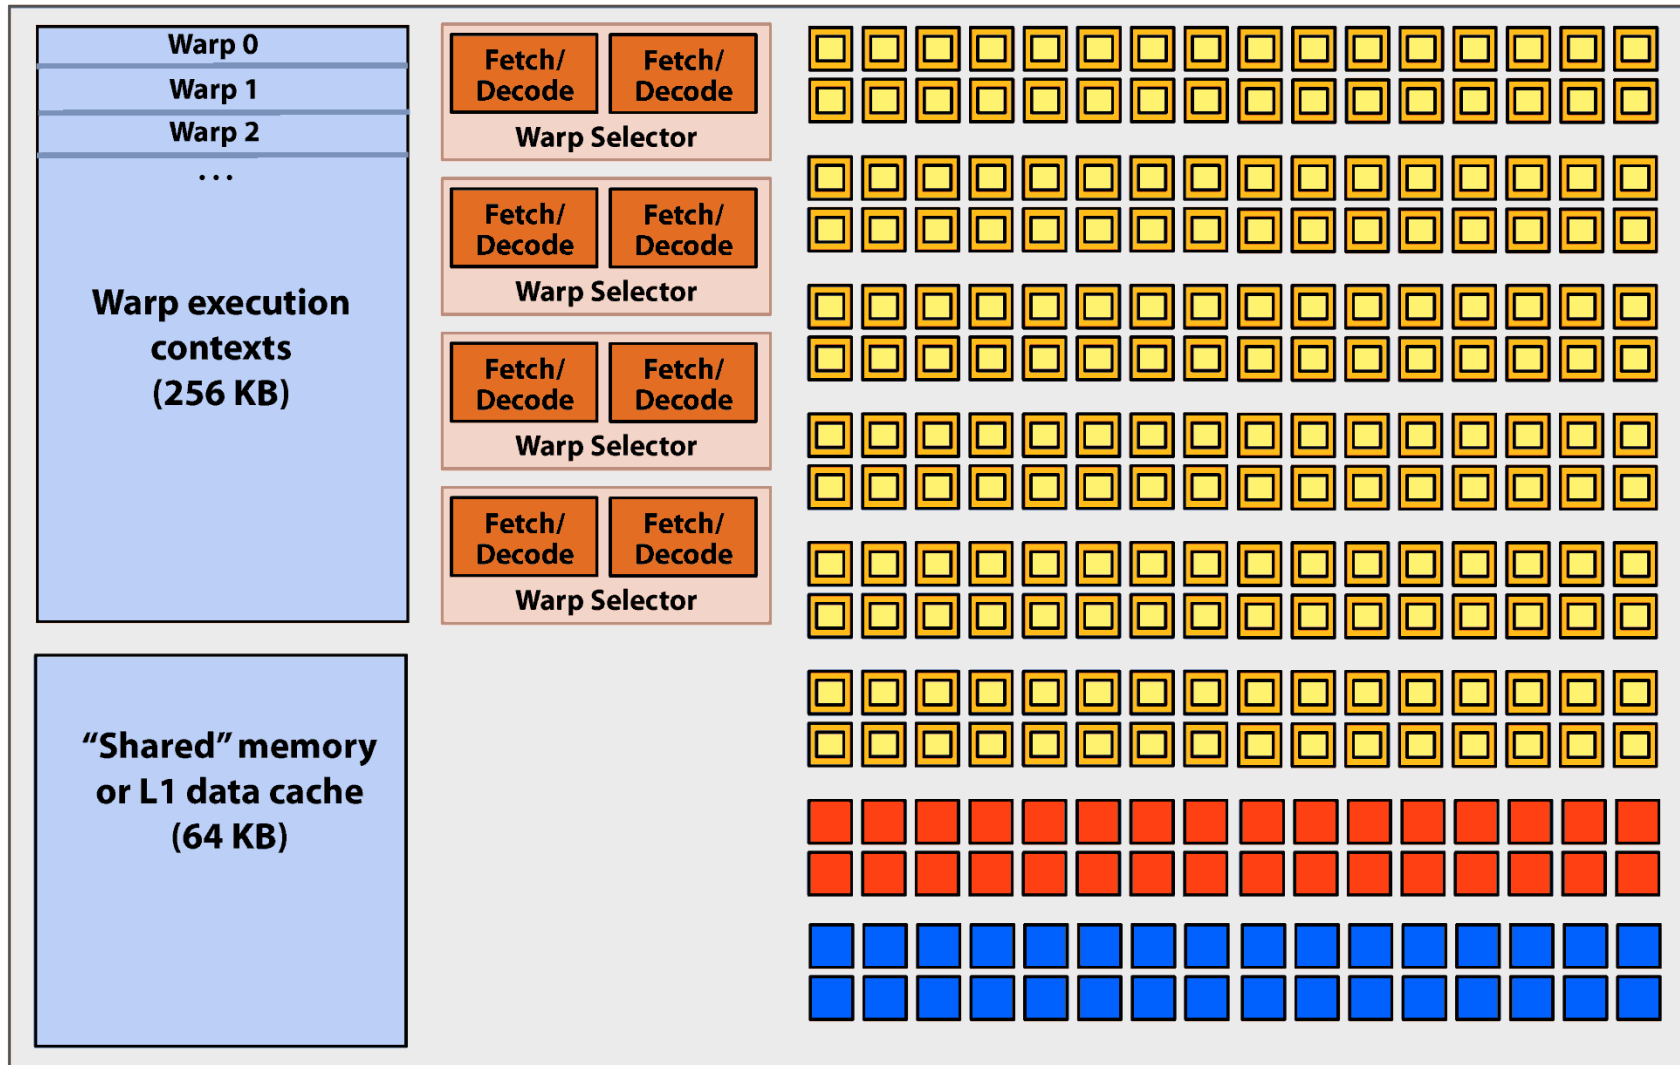 Warp 0
Warp 1
Warp 2
...
Warp execution
contexts
(256 KB)
“Shared” memory
or L1 data cache
(64 KB)
Fetch/
Decode
Fetch/
Decode
Warp Selector
Fetch/
Decode
Fetch/
Decode
Warp Selector
Fetch/
Decode
Fetch/
Decode
Warp Selector
Fetch/
Decode
Fetch/
Decode
Warp Selector